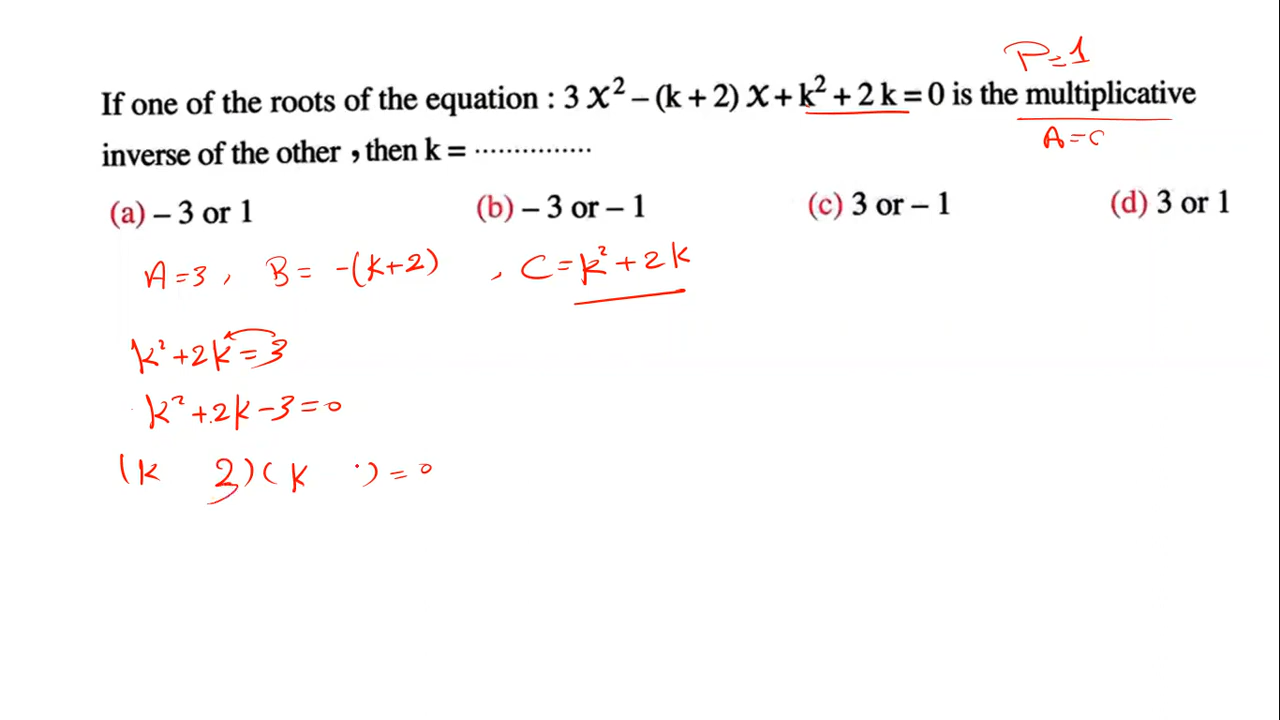 P=1
If one of the roots of the equation : 3 x² – (k + 2) x + k² + 2 k = 0 is the multiplicative
A=C
inverse of the other , then k = ...............
(a) – 3 or 1 (b) – 3 or – 1 (c) 3 or – 1 (d) 3 or 1
A=3, B= -(k+2) , C=k²+2k
k²+2k=3
k²+2k-3=0
(k 3)(k )=0